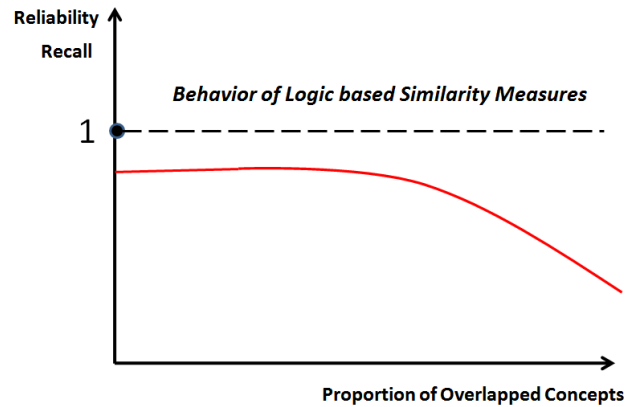 Reliability
Recall
Behavior of Logic based Similarity Measures
1
Proportion of Overlapped Concepts